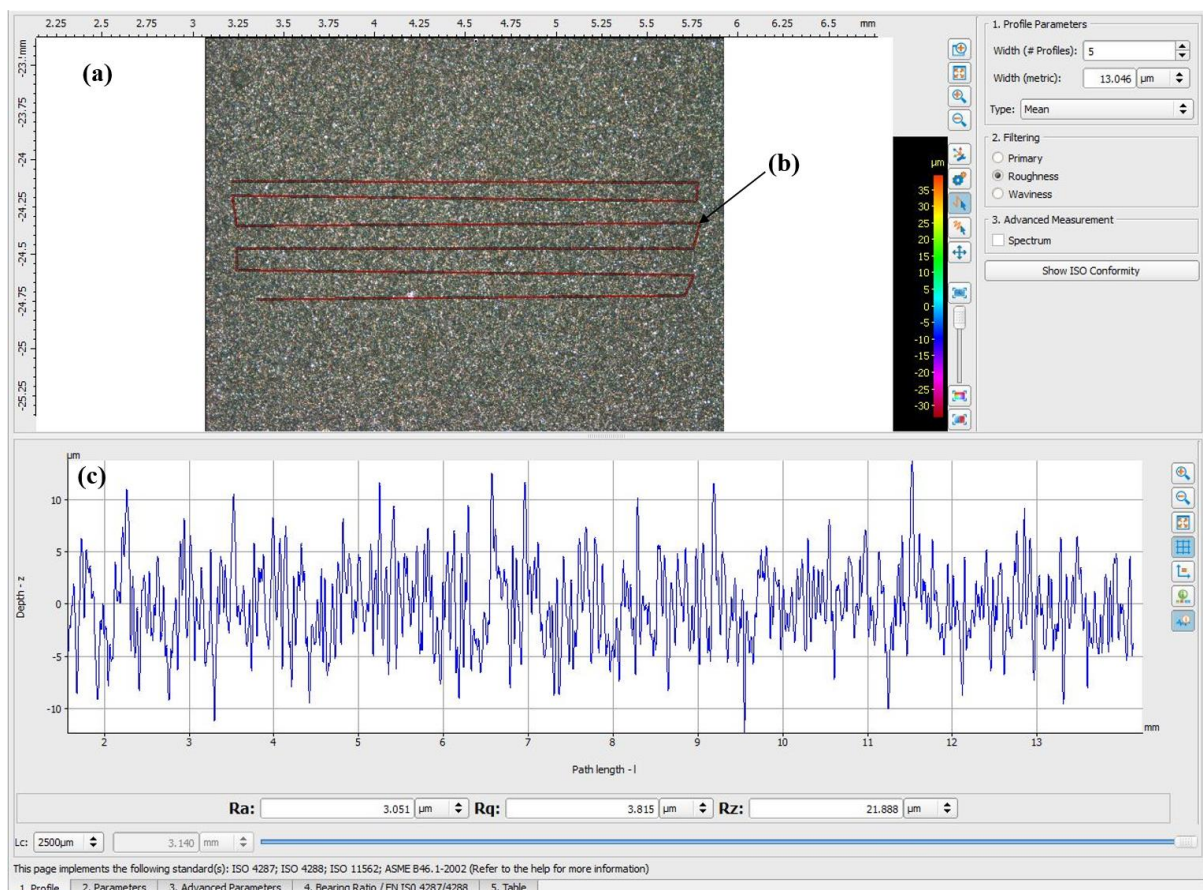 2.25 2.5 2.75 3 3.25 3.5 3.75 4 4.25 4.5 4.75 5 5.25 5.5 5.75 6 6.25 6.5 mm
(a)
(b)
-23.75
-24
-24.25
-24.5
-24.75
-25
-25.25
µm
35
30
25
20
15
10
5
0
-5
-10
-15
-20
-25
-30
1. Profile Parameters
Width (# Profiles): 5
Width (metric): 13.046 µm
Type: Mean
2. Filtering
Primary
Roughness
Waviness
3. Advanced Measurement
Spectrum
Show ISO Conformity
µm
(c)
10
5
0
-5
-10
Depth - z
2 3 4 5 6 7 8 9 10 11 12 13
mm
Path length - l
Ra: 3.051 µm Rq: 3.815 µm Rz: 21.888 µm
Lc: 2500µm 3.140 mm
This page implements the following standard(s): ISO 4287; ISO 4288; ISO 11562; ASME B46.1-2002 (Refer to the help for more information)
1. Profile 2. Parameters 3. Advanced Parameters 4. Bearing Ratio / EN ISO 4287/4288 5. Table